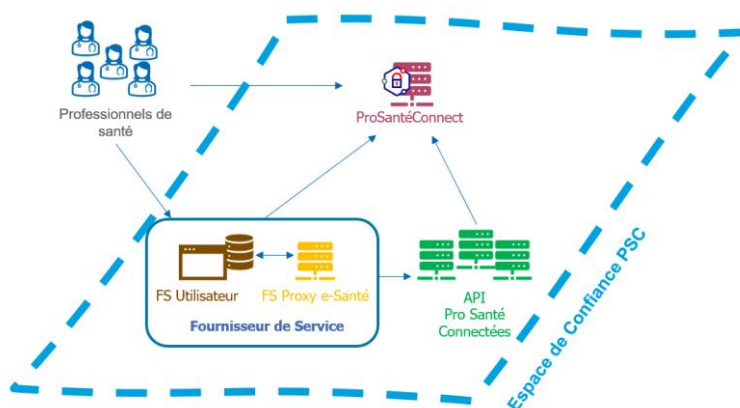 Professionnels de
santé
ProSantéConnect
FS Utilisateur
FS Proxy e-Santé
Fournisseur de Service
API
Pro Santé
Connectées
Espace de Confiance PSC